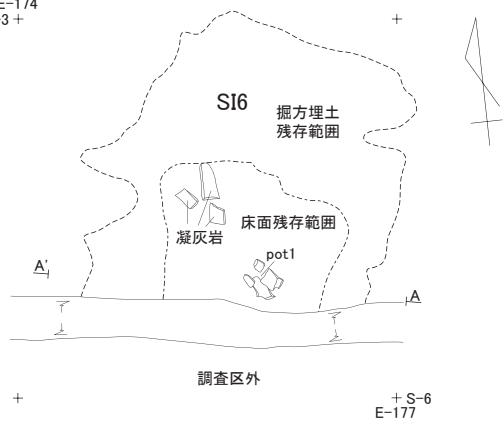 E-174
-3
SI6
掘方埋土
残存範囲
床面残存範囲
凝灰岩
pot1
A'
A
調査区外
S-6
E-177